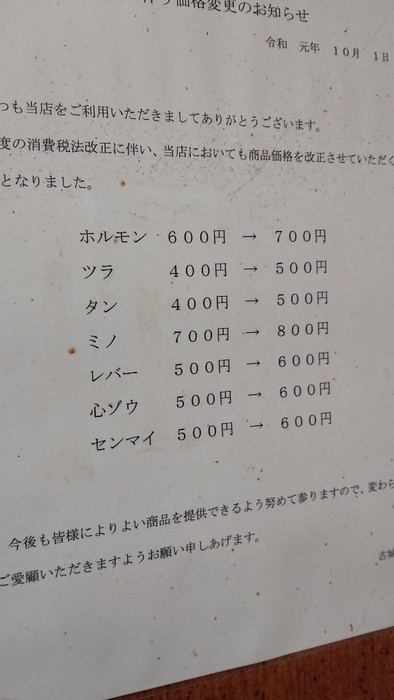 価格変更のお知らせ
令和 元年 10月 1日
つも当店をご利用いただきましてありがとうございます。
度の消費税法改正に伴い、当店においても商品価格を改正させていただく
となりました。
ホルモン 600円 → 700円
ツラ 400円 → 500円
タン 400円 → 500円
ミノ 700円 → 800円
レバー 500円 → 600円
心ゾウ 500円 → 600円
センマイ 500円 → 600円
今後も皆様によりよい商品を提供できるよう努めて参りますので、変わら
ご愛顧いただきますようお願い申しあげます。